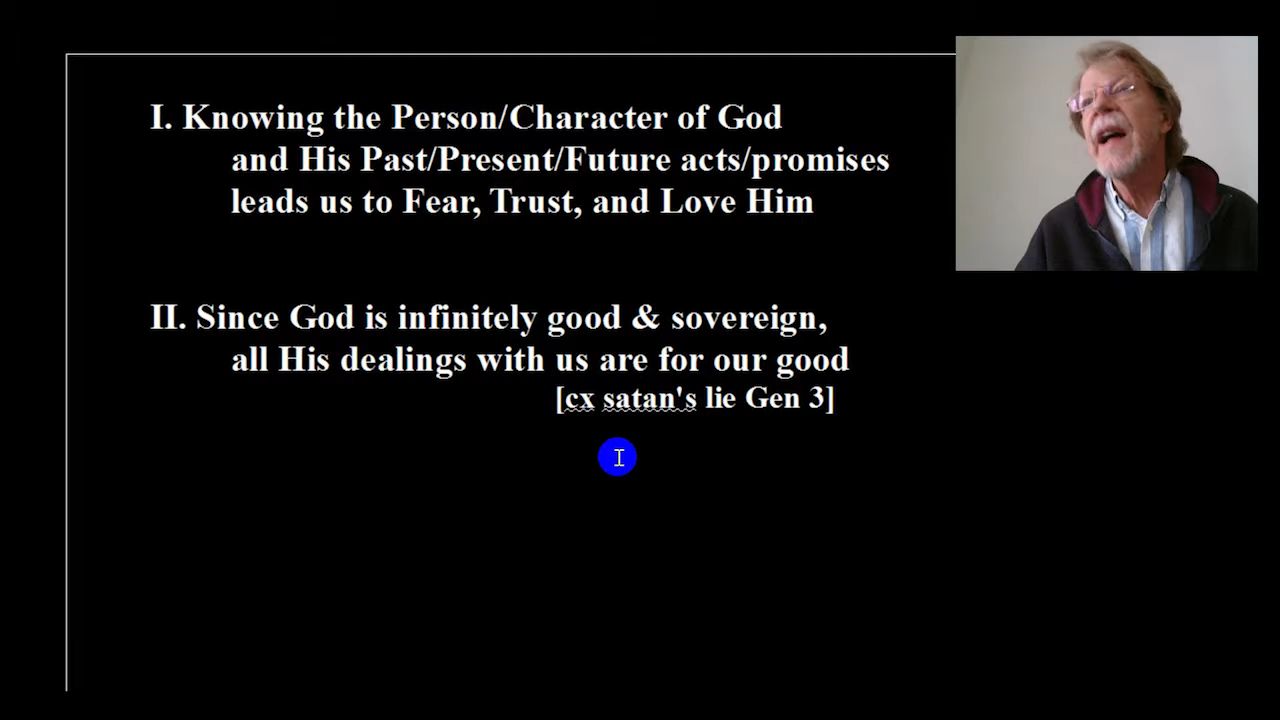 I. Knowing the Person/Character of God
and His Past/Present/Future acts/promises
leads us to Fear, Trust, and Love Him
II. Since God is infinitely good & sovereign,
all His dealings with us are for our good
[cx satan's lie Gen 3]